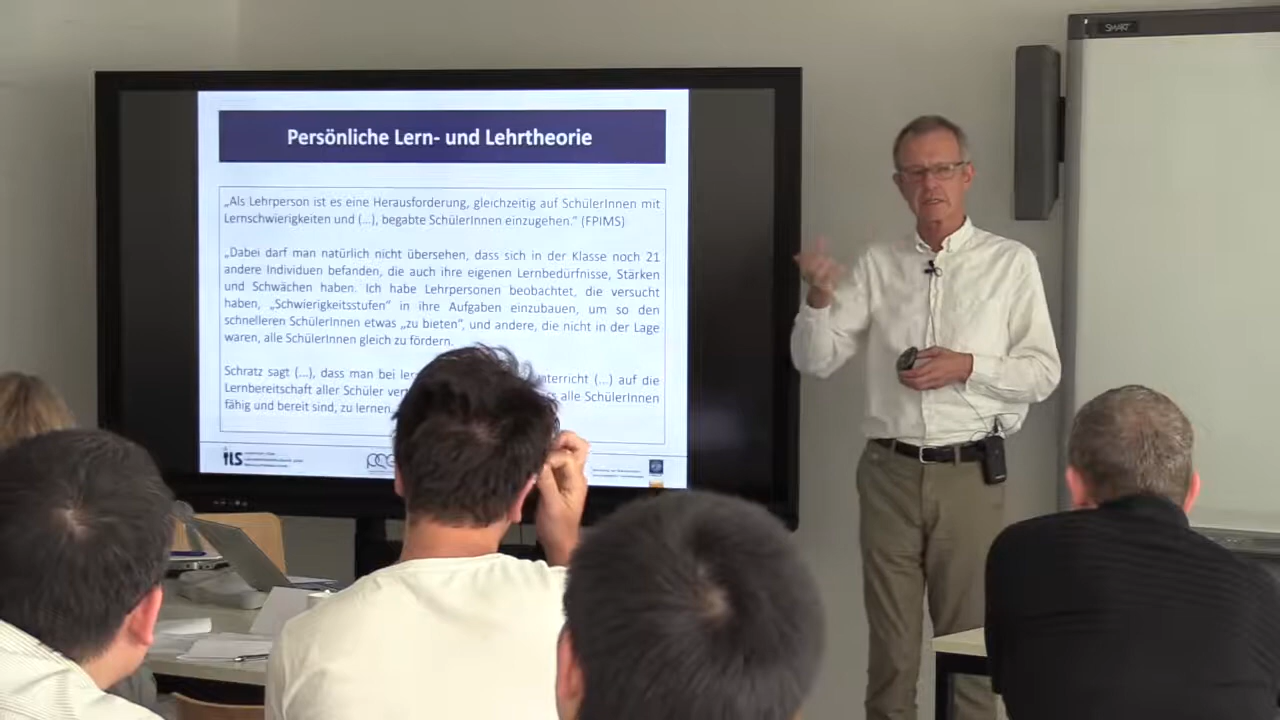 SMART
Persönliche Lern- und Lehrtheorie
„Als Lehrperson ist es eine Herausforderung, gleichzeitig auf SchülerInnen mit
Lernschwierigkeiten und (...), begabte SchülerInnen einzugehen.“ (FPIMS)
„Dabei darf man natürlich nicht übersehen, dass sich in der Klasse noch 21
andere Individuen befanden, die auch ihre eigenen Lernbedürfnisse, Stärken
und Schwächen haben. Ich habe Lehrpersonen beobachtet, die versucht
haben, „Schwierigkeitsstufen“ in ihre Aufgaben einzubauen, um so den
schnelleren SchülerInnen etwas „zu bieten“, und andere, die nicht in der Lage
waren, alle SchülerInnen gleich zu fördern.
Schratz sagt (...), dass man bei ler nterricht (...) auf die
Lernbereitschaft aller Schüler vert s alle SchülerInnen
fähig und bereit sind, zu lernen.
ILS